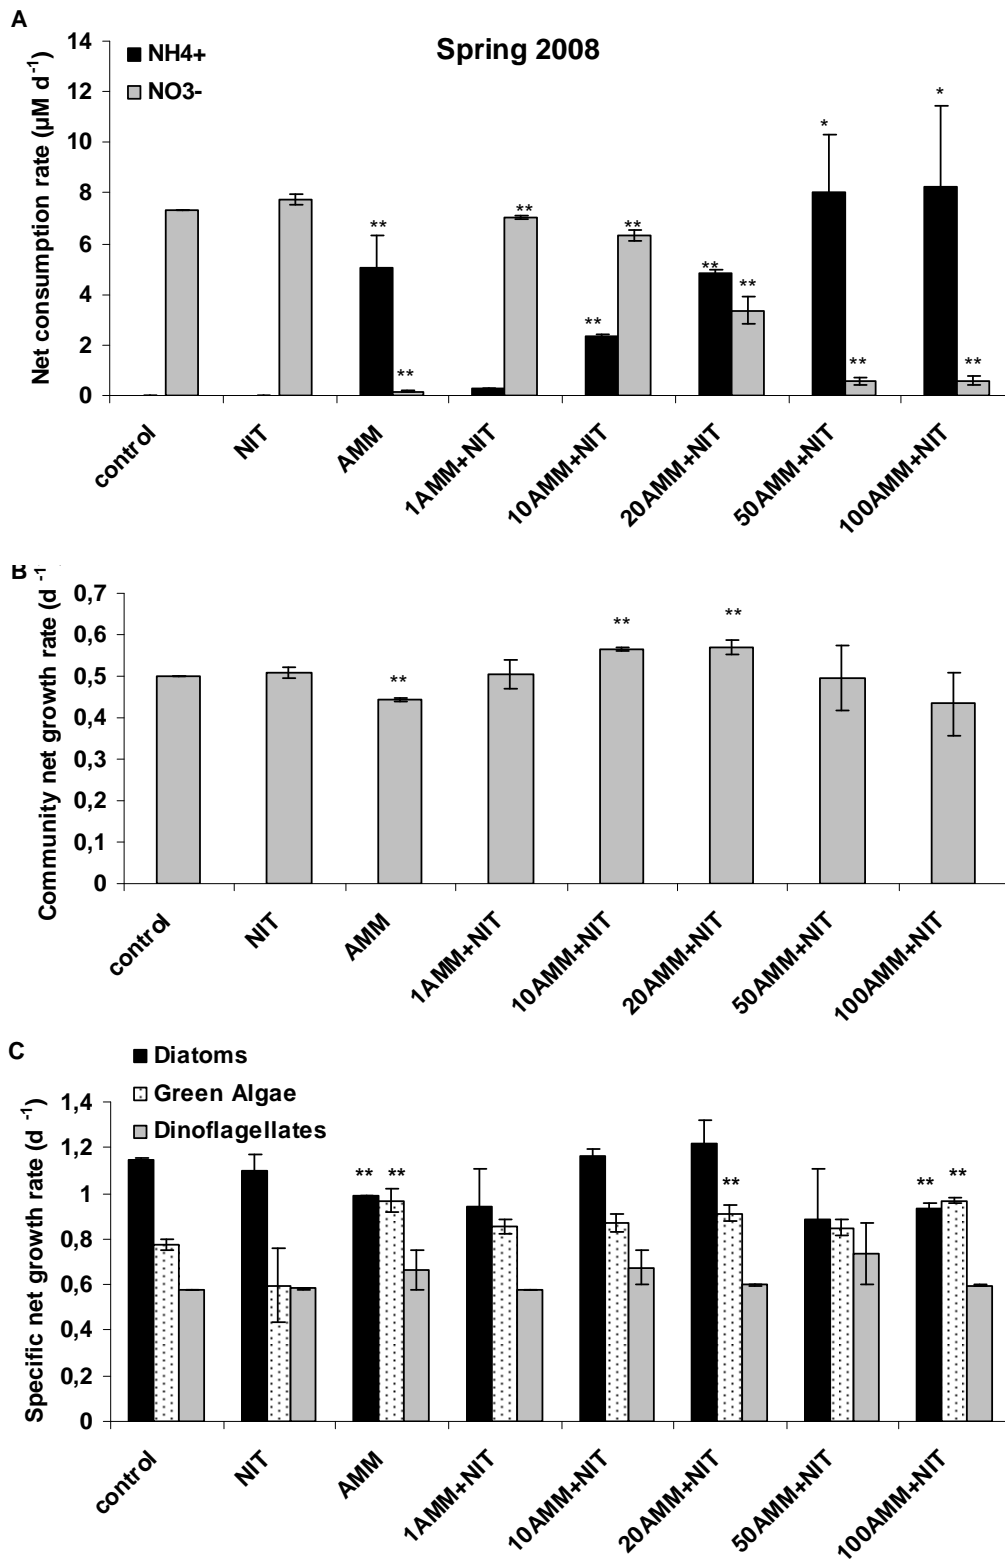 A
Spring 2008
NH4+
NO3-
Net consumption rate (µM d -1)
14
12
10
8
6
4
2
0
** ** ** ** ** ** ** * ** * **
control NIT AMM 1AMM+NIT 10AMM+NIT 20AMM+NIT 50AMM+NIT 100AMM+NIT
B
Community net growth rate (d -1
0,7
0,6
0,5
0,4
0,3
0,2
0,1
0
** ** **
control NIT AMM 1AMM+NIT 10AMM+NIT 20AMM+NIT 50AMM+NIT 100AMM+NIT
C
Diatoms
Green Algae
Dinoflagellates
Specific net growth rate (d -1)
1,4
1,2
1
0,8
0,6
0,4
0,2
0
** ** ** ** **
control NIT AMM 1AMM+NIT 10AMM+NIT 20AMM+NIT 50AMM+NIT 100AMM+NIT